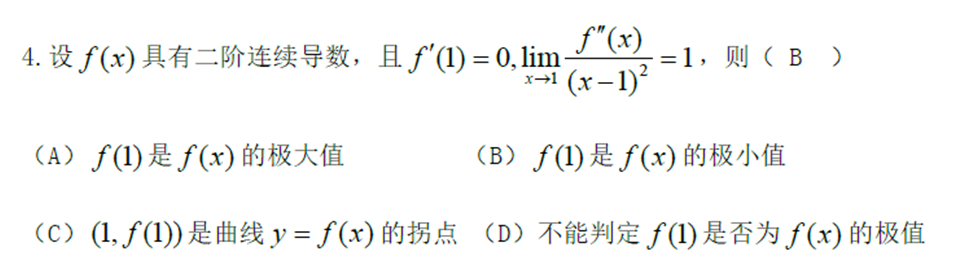 4.设 f(x) 具有二阶连续导数，且 f′(1) = 0, lim_{x→1} f″(x)/(x−1)² = 1，则（ B ）
（A） f(1) 是 f(x) 的极大值 （B） f(1) 是 f(x) 的极小值
（C） (1, f(1)) 是曲线 y = f(x) 的拐点 （D）不能判定 f(1) 是否为 f(x) 的极值